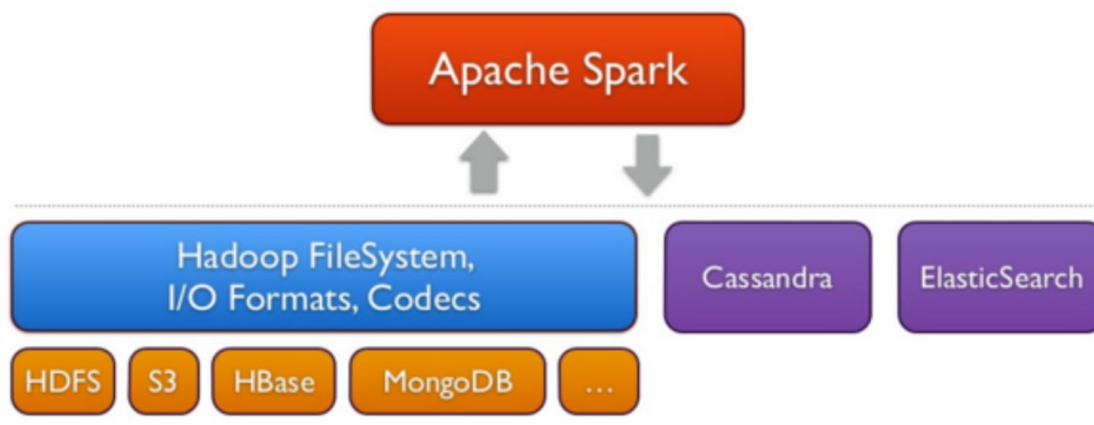 Apache Spark
Hadoop FileSystem,
I/O Formats, Codecs
Cassandra
ElasticSearch
HDFS
S3
HBase
MongoDB
...